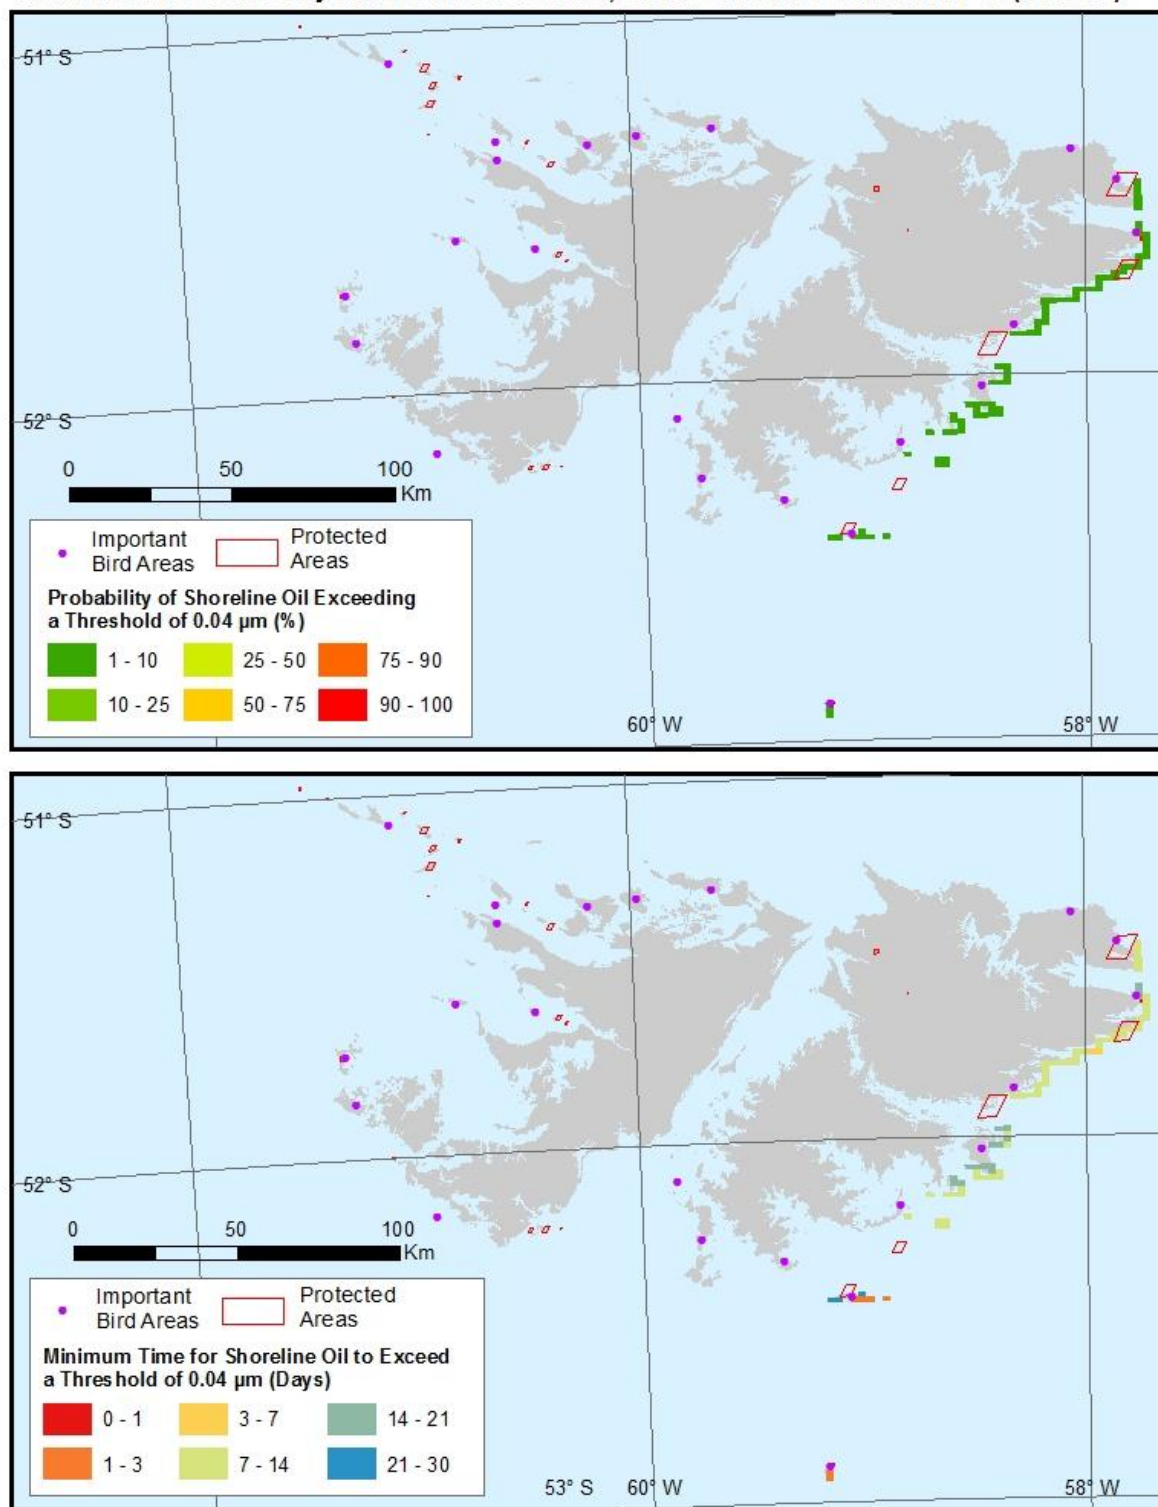 51° S
52° S
0 50 100
Km
Important
Bird Areas
Protected
Areas
Probability of Shoreline Oil Exceeding
a Threshold of 0.04 µm (%)
1 - 10 25 - 50 75 - 90
10 - 25 50 - 75 90 - 100
60° W 58° W
51° S
52° S
0 50 100
Km
Important
Bird Areas
Protected
Areas
Minimum Time for Shoreline Oil to Exceed
a Threshold of 0.04 µm (Days)
0 - 1 3 - 7 14 - 21
1 - 3 7 - 14 21 - 30
53° S 60° W 58° W